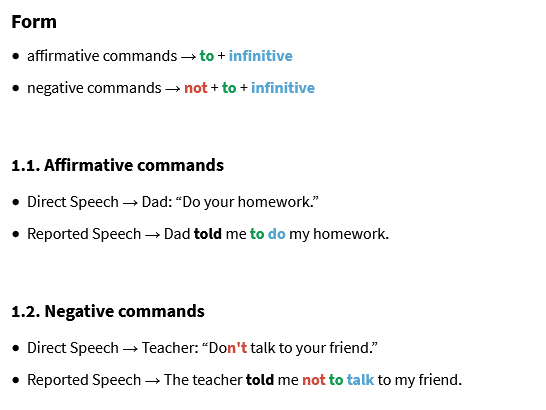 Form
● affirmative commands → to + infinitive
● negative commands → not + to + infinitive
1.1. Affirmative commands
● Direct Speech → Dad: “Do your homework.”
● Reported Speech → Dad told me to do my homework.
1.2. Negative commands
● Direct Speech → Teacher: “Don't talk to your friend.”
● Reported Speech → The teacher told me not to talk to my friend.